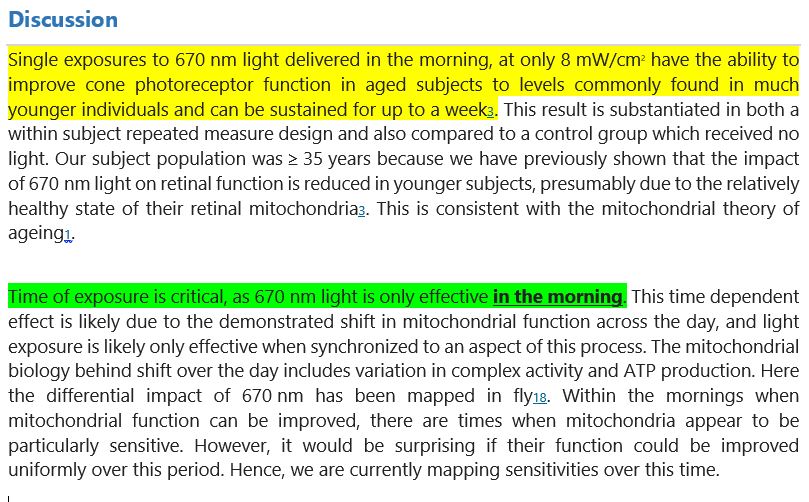 Discussion
Single exposures to 670 nm light delivered in the morning, at only 8 mW/cm² have the ability to
improve cone photoreceptor function in aged subjects to levels commonly found in much
younger individuals and can be sustained for up to a week3. This result is substantiated in both a
within subject repeated measure design and also compared to a control group which received no
light. Our subject population was ≥ 35 years because we have previously shown that the impact
of 670 nm light on retinal function is reduced in younger subjects, presumably due to the relatively
healthy state of their retinal mitochondria3. This is consistent with the mitochondrial theory of
ageing1.
Time of exposure is critical, as 670 nm light is only effective in the morning. This time dependent
effect is likely due to the demonstrated shift in mitochondrial function across the day, and light
exposure is likely only effective when synchronized to an aspect of this process. The mitochondrial
biology behind shift over the day includes variation in complex activity and ATP production. Here
the differential impact of 670 nm has been mapped in fly18. Within the mornings when
mitochondrial function can be improved, there are times when mitochondria appear to be
particularly sensitive. However, it would be surprising if their function could be improved
uniformly over this period. Hence, we are currently mapping sensitivities over this time.